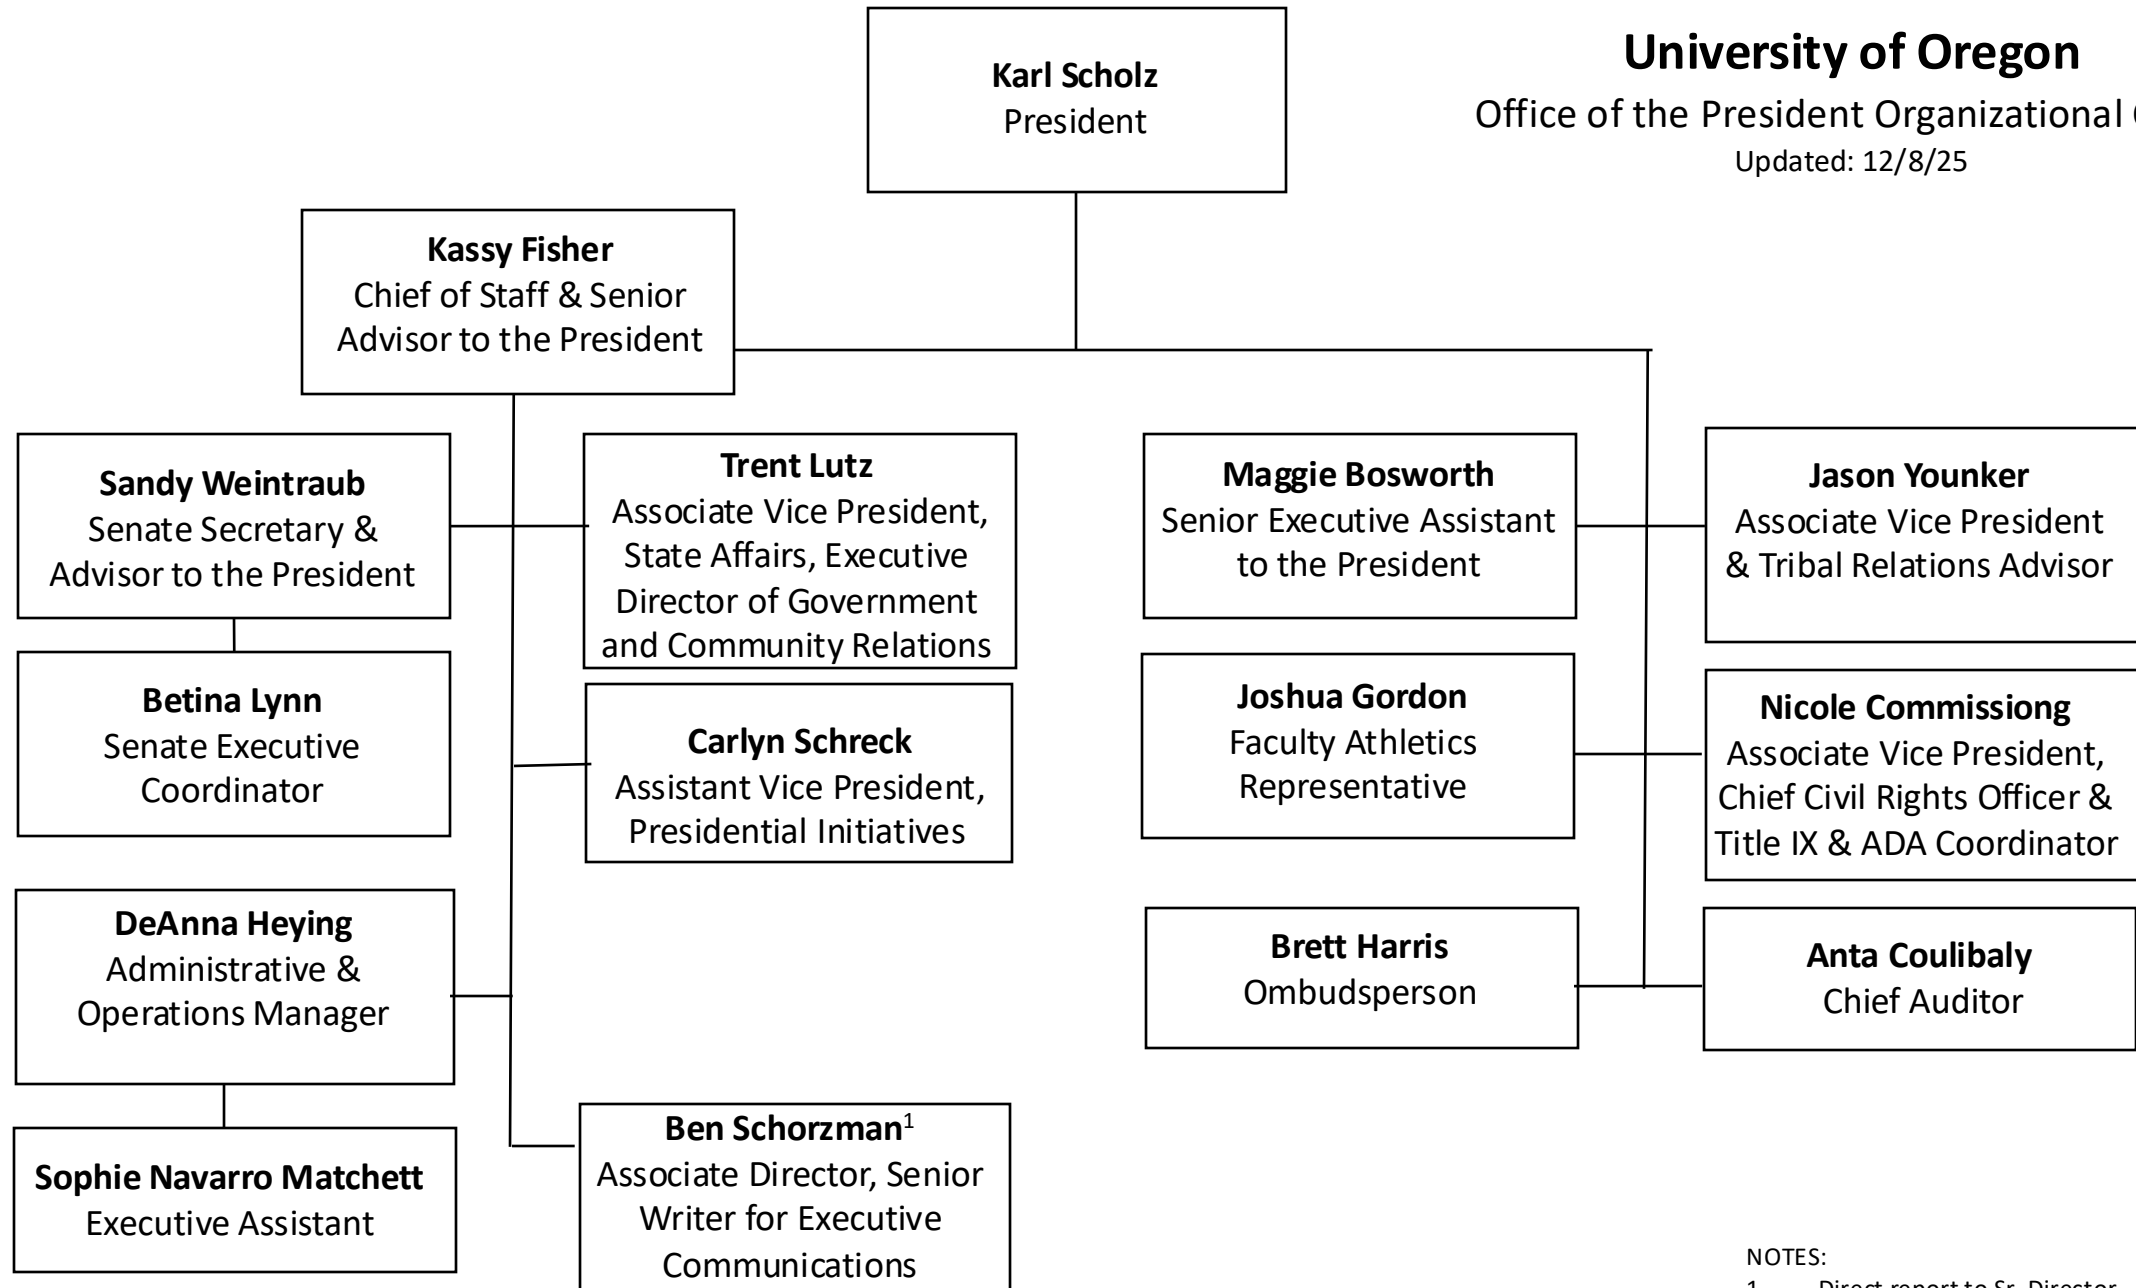 Karl Scholz
President
University of Oregon
Office of the President Organizational
Updated: 12/8/25
Kassy Fisher
Chief of Staff & Senior
Advisor to the President
Sandy Weintraub
Senate Secretary &
Advisor to the President
Trent Lutz
Associate Vice President,
State Affairs, Executive
Director of Government
and Community Relations
Maggie Bosworth
Senior Executive Assistant
to the President
Jason Younker
Associate Vice President
& Tribal Relations Advisor
Betina Lynn
Senate Executive
Coordinator
Carlyn Schreck
Assistant Vice President,
Presidential Initiatives
Joshua Gordon
Faculty Athletics
Representative
Nicole Commissiong
Associate Vice President,
Chief Civil Rights Officer &
Title IX & ADA Coordinator
DeAnna Heying
Administrative &
Operations Manager
Brett Harris
Ombudsperson
Anta Coulibaly
Chief Auditor
Sophie Navarro Matchett
Executive Assistant
Ben Schorzman¹
Associate Director, Senior
Writer for Executive
Communications
NOTES:
1. Direct report to Sr. Director